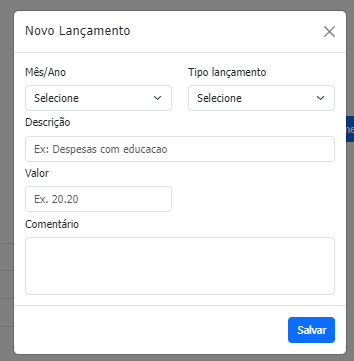 Novo Lançamento
Mês/Ano
Tipo lançamento
Selecione
Selecione
Descrição
Ex: Despesas com educacao
Valor
Ex. 20.20
Comentário
Salvar